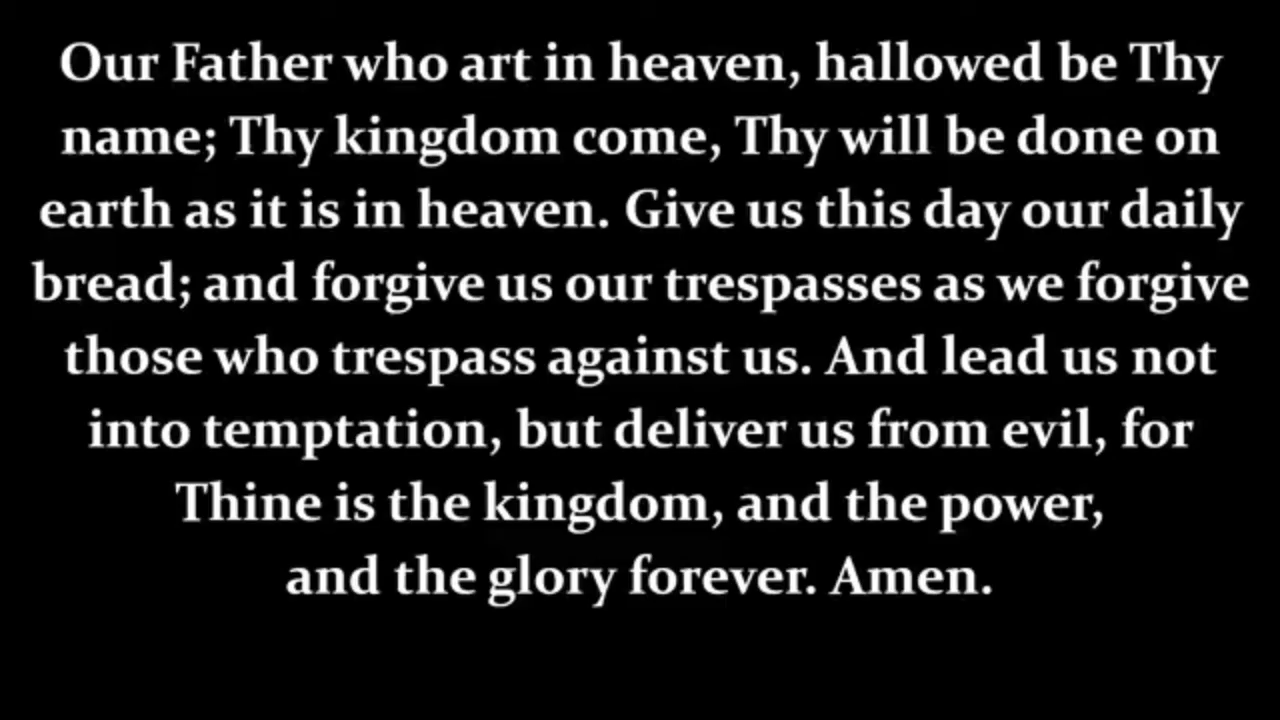 Our Father who art in heaven, hallowed be Thy
name; Thy kingdom come, Thy will be done on
earth as it is in heaven. Give us this day our daily
bread; and forgive us our trespasses as we forgive
those who trespass against us. And lead us not
into temptation, but deliver us from evil, for
Thine is the kingdom, and the power,
and the glory forever. Amen.